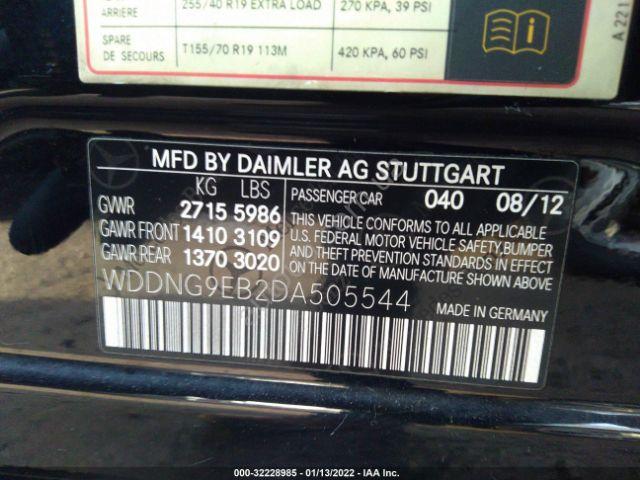 ARRIERE 255/40 R19 EXTRA LOAD 270 KPA, 39 PSI
SPARE
DE SECOURS T155/70 R19 113M 420 KPA, 60 PSI
A 221
MFD BY DAIMLER AG STUTTGART
KG LBS
GVWR 2715 5986
GAWR FRONT 1410 3109
GAWR REAR 1370 3020
PASSENGER CAR 040 08/12
THIS VEHICLE CONFORMS TO ALL APPLICABLE
U.S. FEDERAL MOTOR VEHICLE SAFETY, BUMPER
AND THEFT PREVENTION STANDARDS IN EFFECT
ON THE DATE OF MANUFACTURE SHOWN ABOVE.
WDDNG9EB2DA505544
MADE IN GERMANY
000-32228985 - 01/13/2022 - IAA Inc.